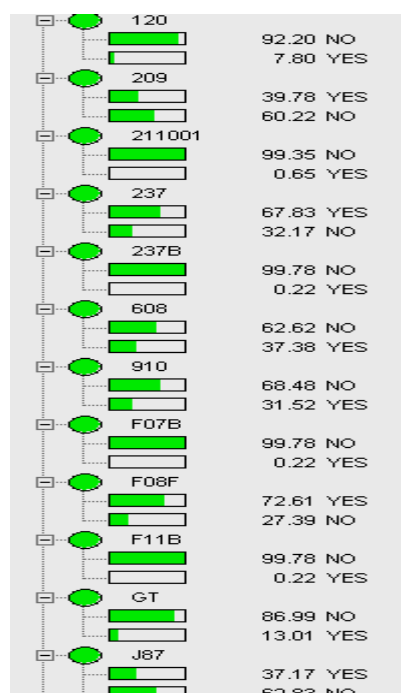 120
92.20 NO
7.80 YES
209
39.78 YES
60.22 NO
211001
99.35 NO
0.65 YES
237
67.83 YES
32.17 NO
237B
99.78 NO
0.22 YES
608
62.62 NO
37.38 YES
910
68.48 NO
31.52 YES
F07B
99.78 NO
0.22 YES
F08F
72.61 YES
27.39 NO
F11B
99.78 NO
0.22 YES
GT
86.99 NO
13.01 YES
J87
37.17 YES
62.83 NO